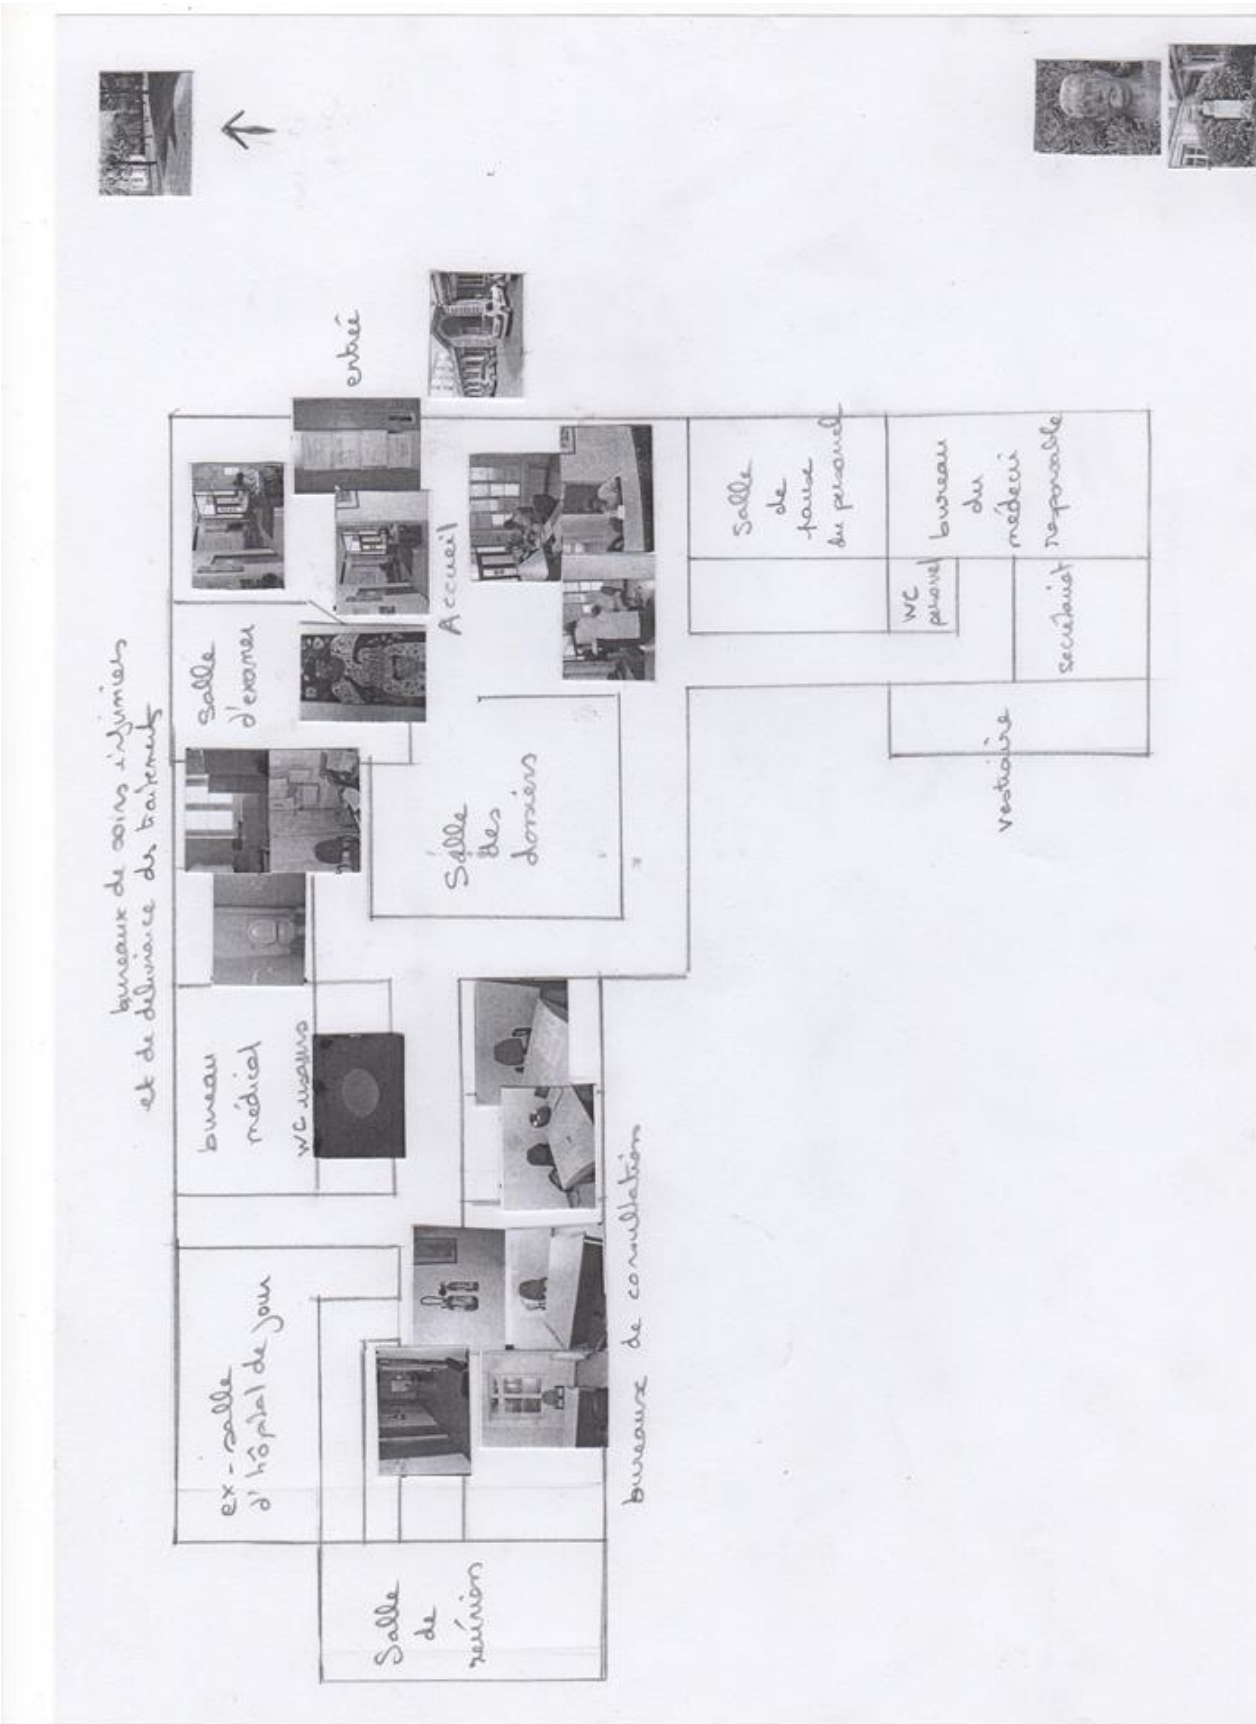 bureaux de soins infirmiers
et de délivrance des traitements
ex-salle
d'hôpital de jour
bureau
médical
WC usagers
Salle
d'examen
entrée
Salle
de
réunion
Salle
des
dossiers
Accueil
bureaux de consultations
Salle
de
pause
du personnel
WC
personnel
bureau
du
médecin
responsable
vestiaire
secrétariat